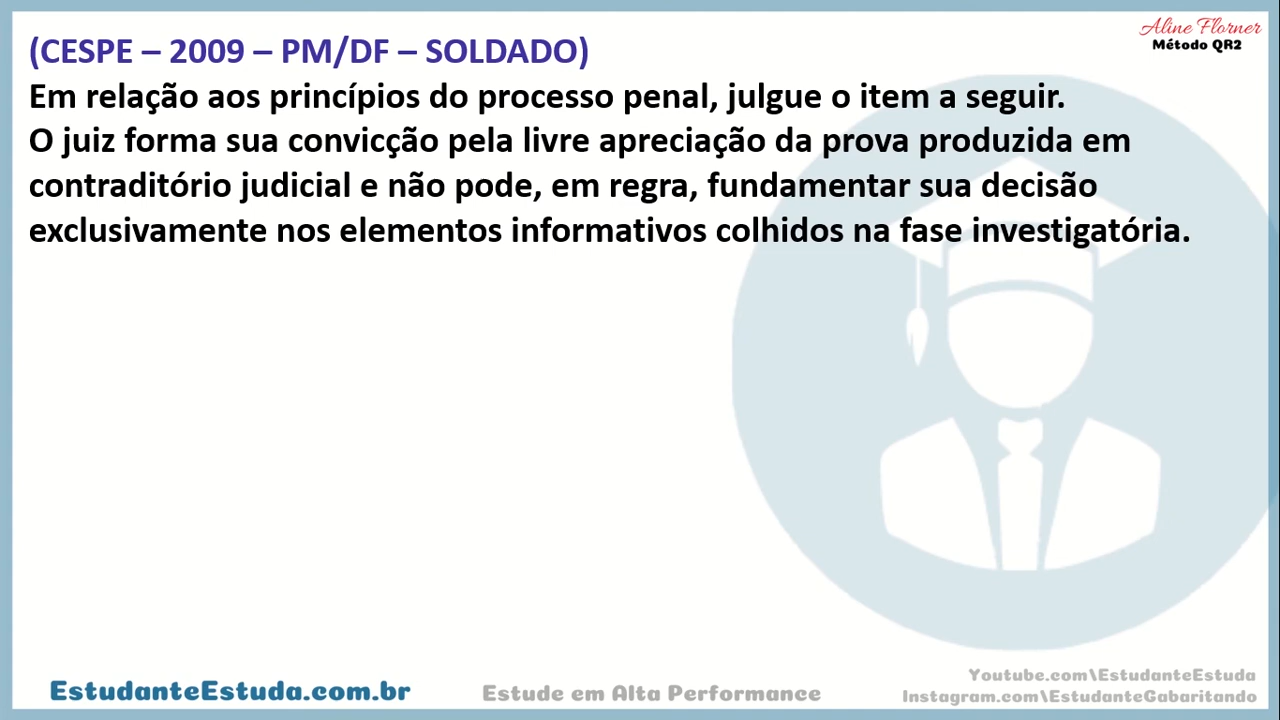 Aline Florner
Método QR2
(CESPE – 2009 – PM/DF – SOLDADO)
Em relação aos princípios do processo penal, julgue o item a seguir.
O juiz forma sua convicção pela livre apreciação da prova produzida em
contraditório judicial e não pode, em regra, fundamentar sua decisão
exclusivamente nos elementos informativos colhidos na fase investigatória.
EstudanteEstuda.com.br
Estude em Alta Performance
Youtube.com\EstudanteEstuda
Instagram.com\EstudanteGabaritando